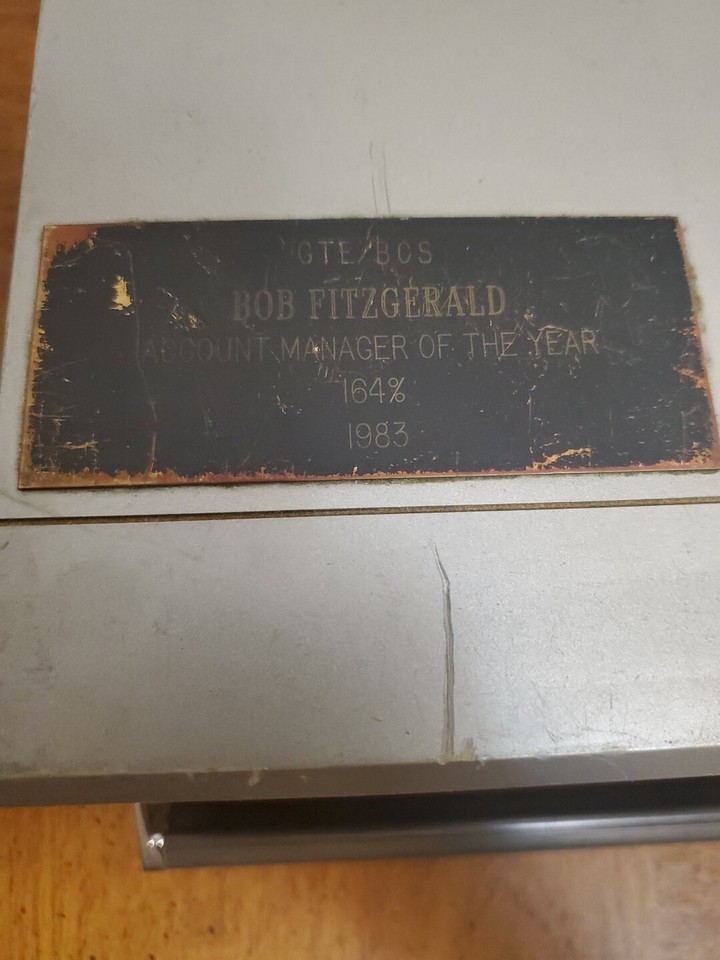 GTE/BCS
BOB FITZGERALD
ACCOUNT MANAGER OF THE YEAR
164%
1983